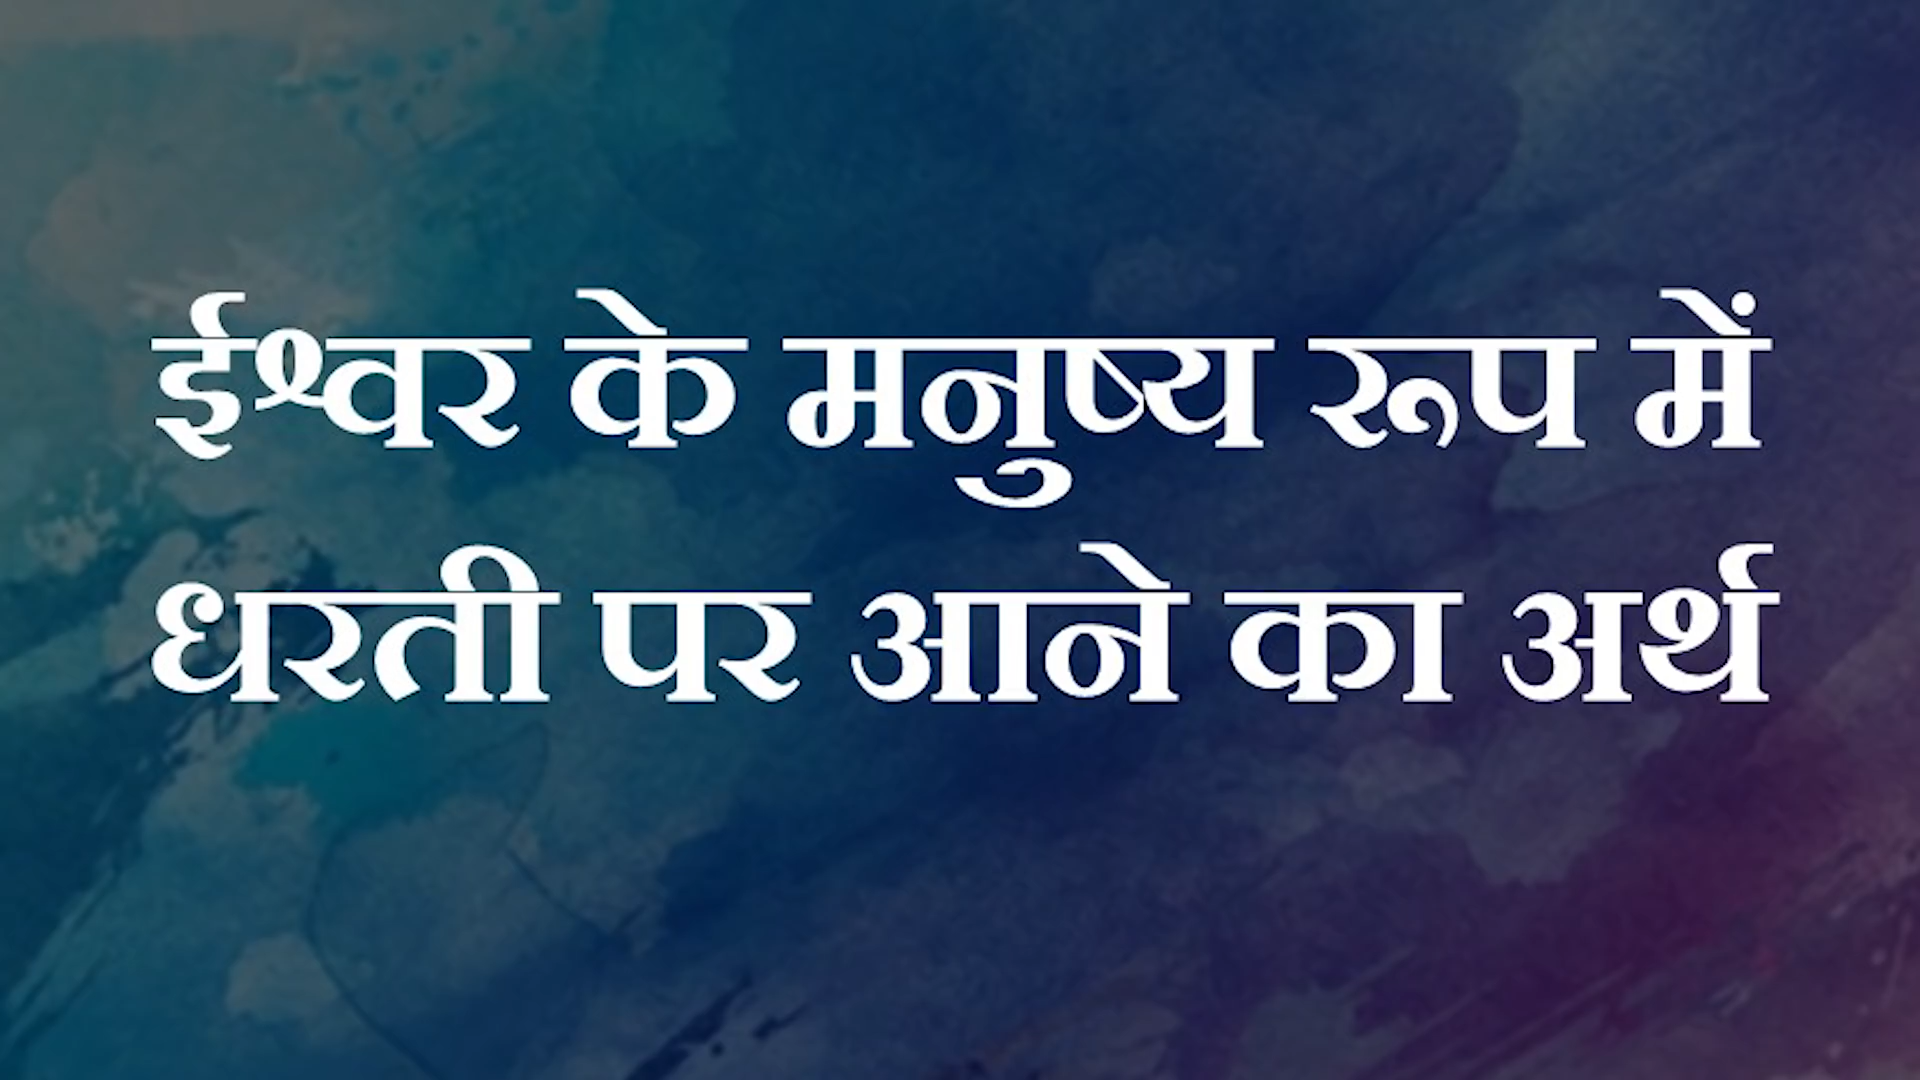 ईश्वर के मनुष्य रूप में
धरती पर आने का अर्थ